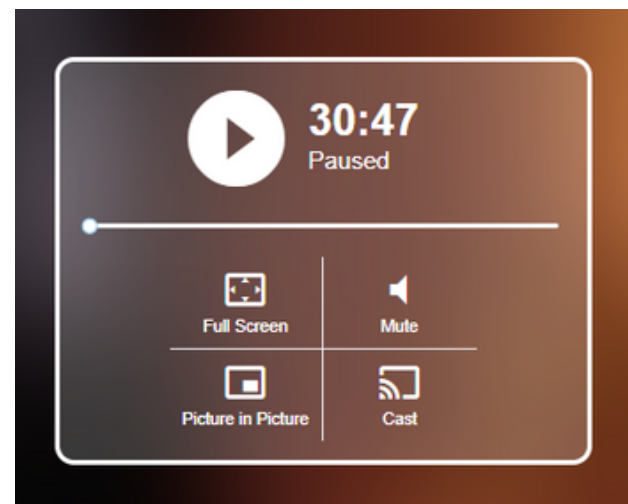 30:47
Paused
Full Screen
Mute
Picture in Picture
Cast